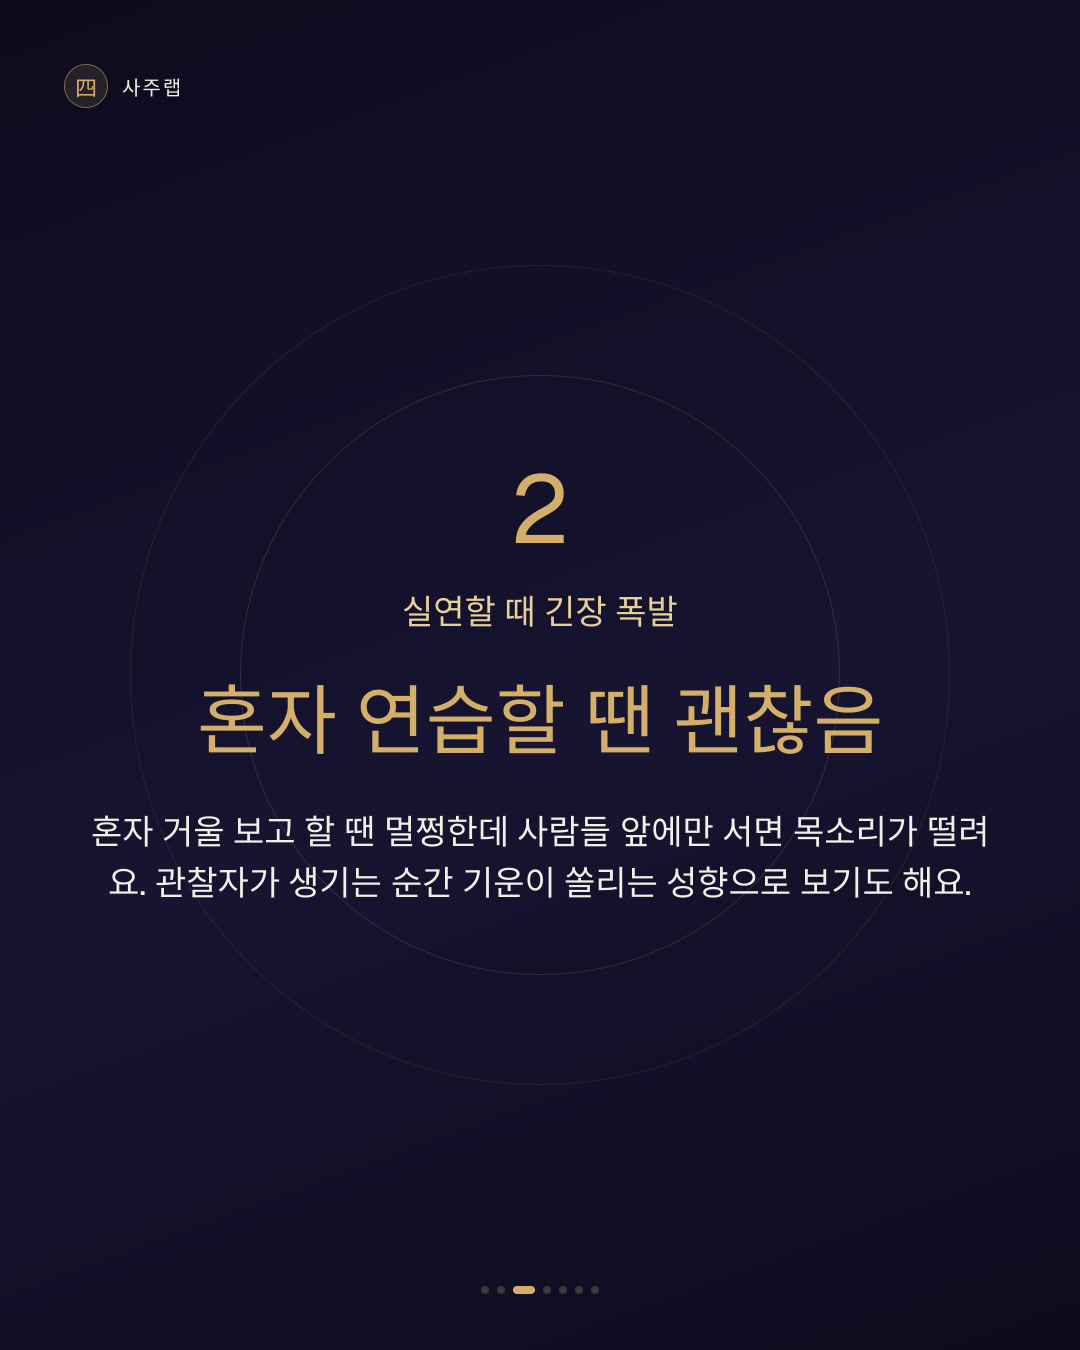 四 사주랩
2
실연할 때 긴장 폭발
혼자 연습할 땐 괜찮음
혼자 거울 보고 할 땐 멀쩡한데 사람들 앞에만 서면 목소리가 떨려
요. 관찰자가 생기는 순간 기운이 쏠리는 성향으로 보기도 해요.